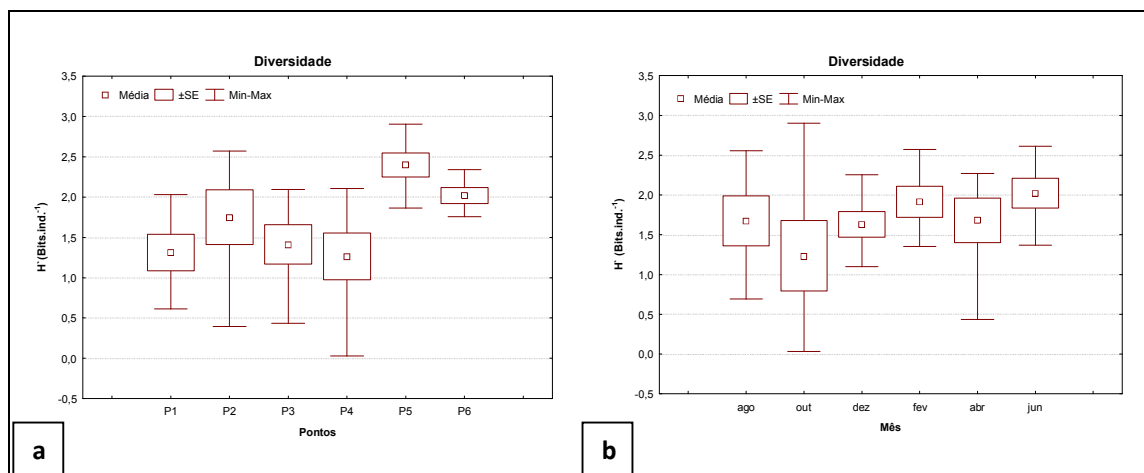 Diversidade
3,5
3,0
2,5
2,0
1,5
1,0
0,5
0,0
-0,5
H` (Bits.ind.-1)
Média ±SE Min-Max
P1 P2 P3 P4 P5 P6
Pontos
a
Diversidade
3,5
3,0
2,5
2,0
1,5
1,0
0,5
0,0
-0,5
H` (Bits.ind.-1)
Média ±SE Min-Max
ago out dez fev abr jun
Mês
b